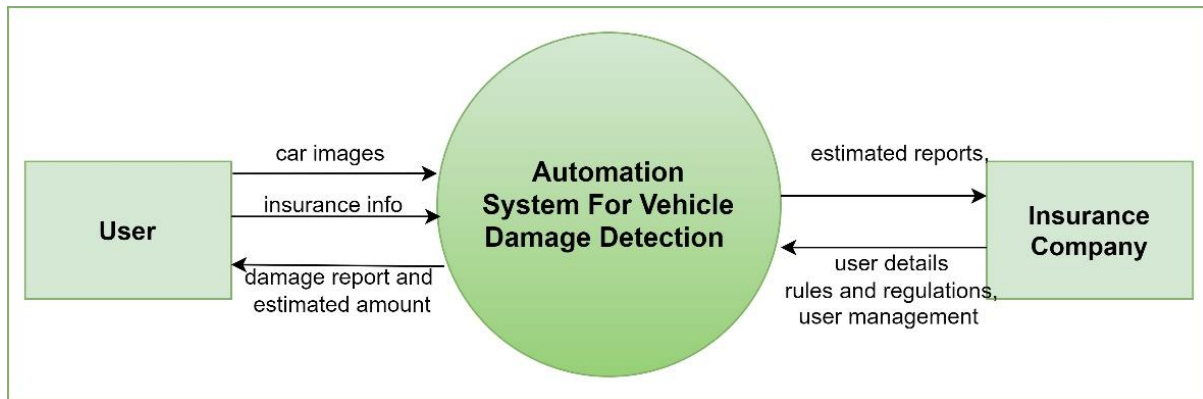 User
car images
insurance info
damage report and
estimated amount
Automation
System For Vehicle
Damage Detection
estimated reports,
user details
rules and regulations,
user management
Insurance
Company